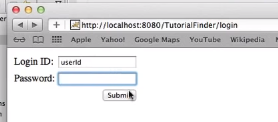 http://localhost:8080/TutorialFinder/login
Apple Yahoo! Google Maps YouTube Wikipedia
Login ID: userId
Password:
Submit